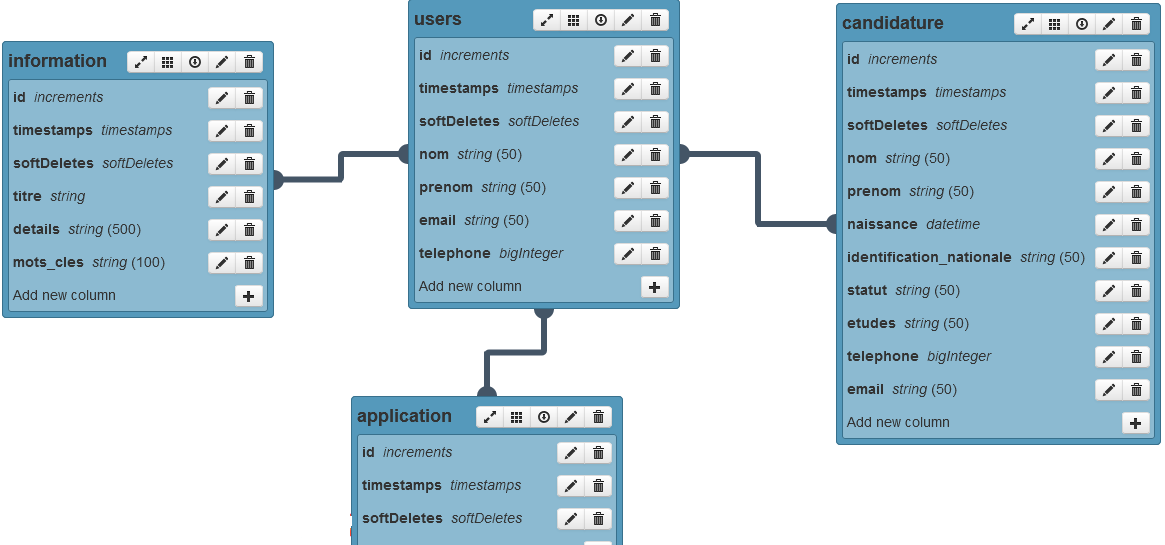 information
id increments
timestamps timestamps
softDeletes softDeletes
titre string
details string (500)
mots_cles string (100)
Add new column
users
id increments
timestamps timestamps
softDeletes softDeletes
nom string (50)
prenom string (50)
email string (50)
telephone bigInteger
Add new column
candidature
id increments
timestamps timestamps
softDeletes softDeletes
nom string (50)
prenom string (50)
naissance datetime
identification_nationale string (50)
statut string (50)
etudes string (50)
telephone bigInteger
email string (50)
Add new column
application
id increments
timestamps timestamps
softDeletes softDeletes